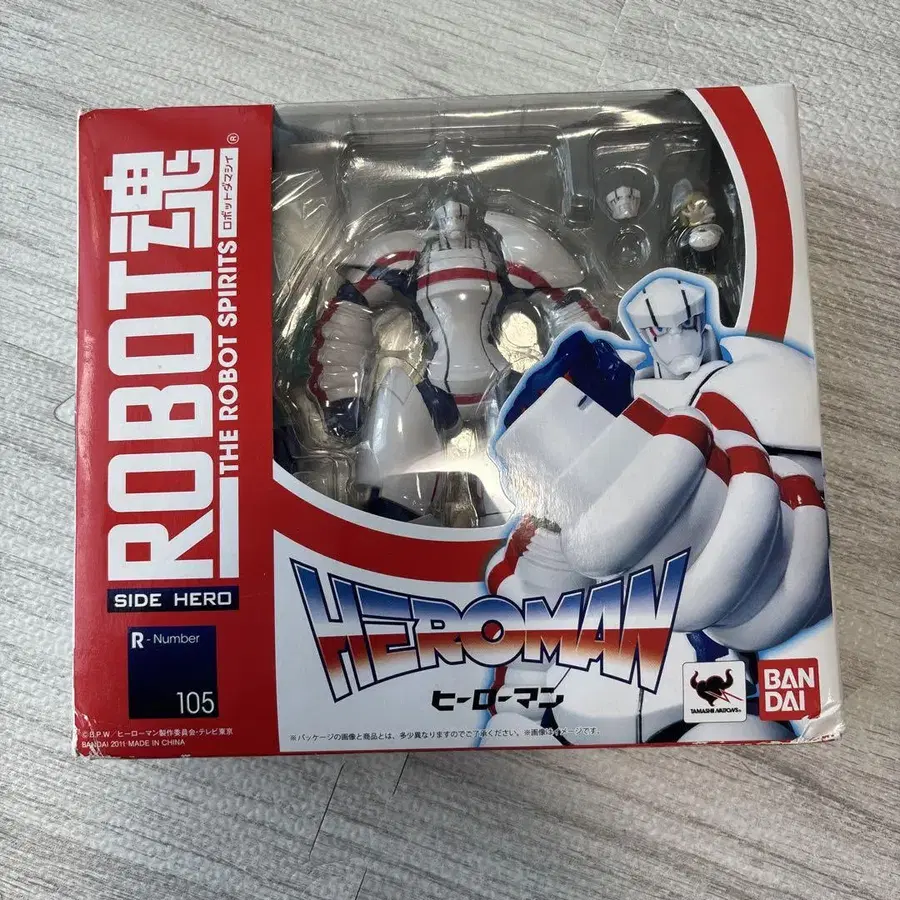 ROBOT魂
THE ROBOT SPIRITS
ロボットダマシイ®
SIDE HERO
R - Number
105
HEROMAN
ヒーローマン
TAMASHII NATIONS
BANDAI
©B.P.W/ヒーローマン製作委員会・テレビ東京
BANDAI 2011 MADE IN CHINA
※パッケージの画像と商品とは、多少異なりますのでご了承ください。※画像はイメージです。